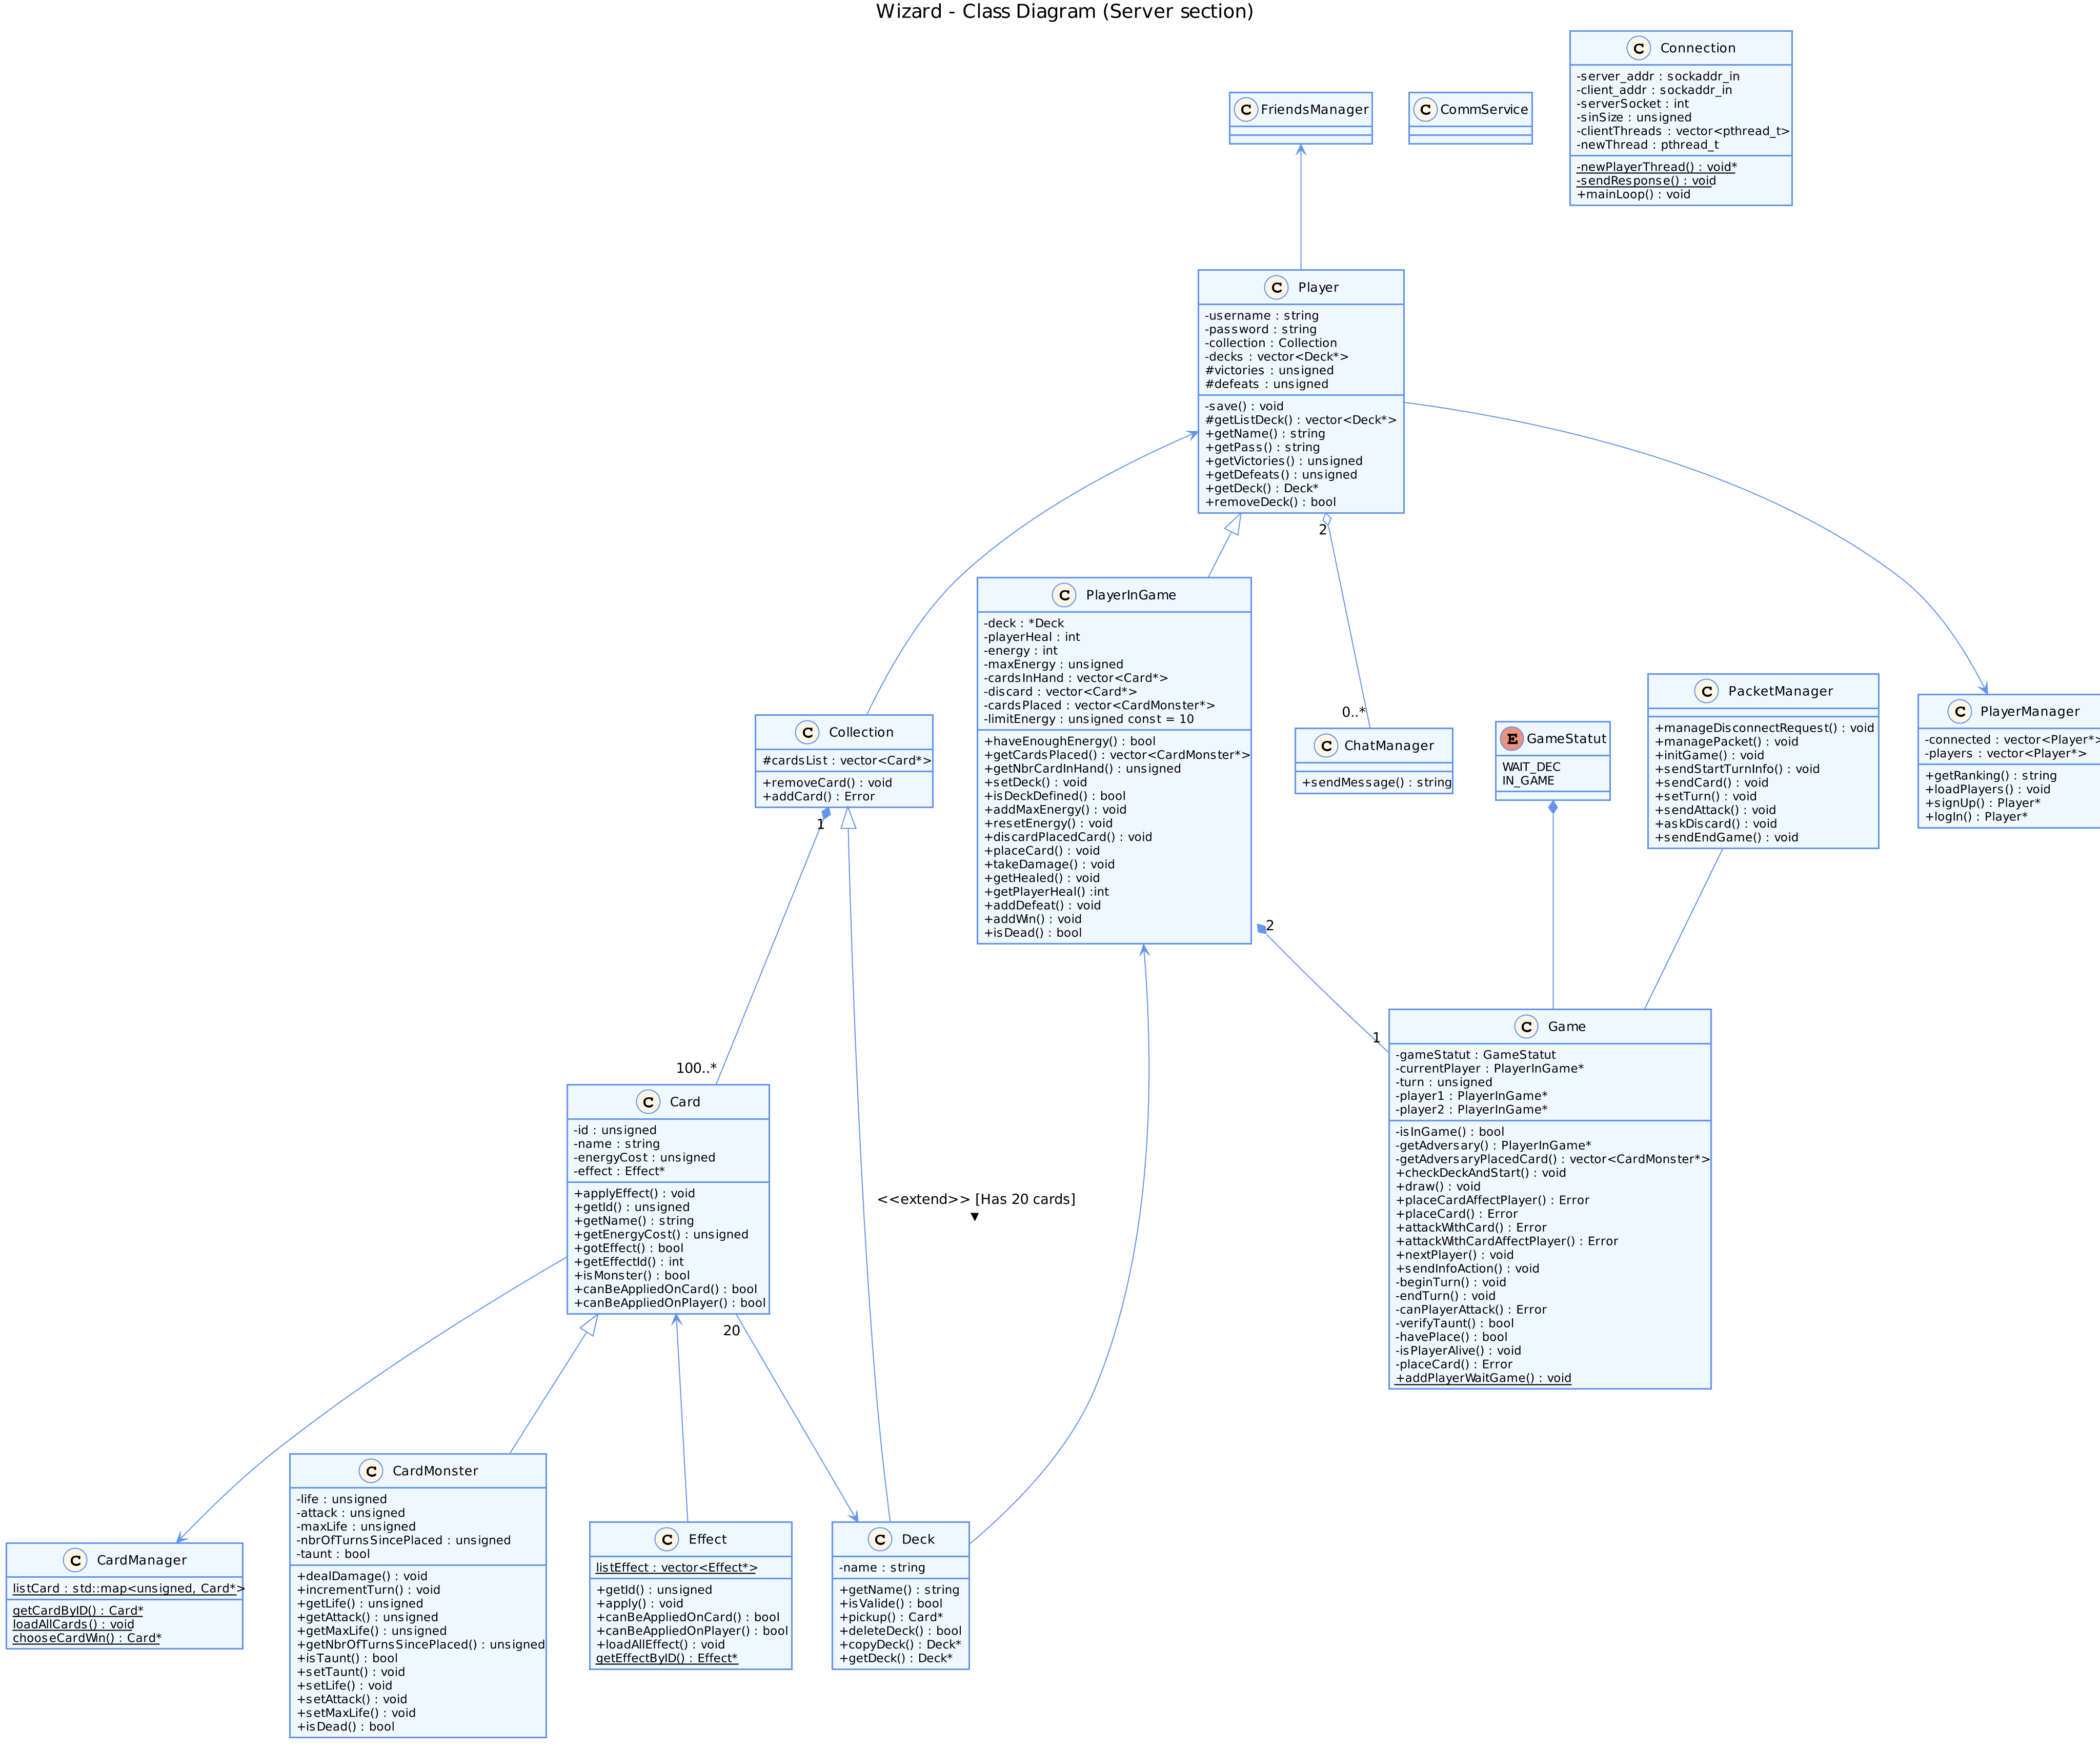 Wizard - Class Diagram (Server section)
C Connection
-server_addr : sockaddr_in
-client_addr : sockaddr_in
-serverSocket : int
-sinSize : unsigned
-clientThreads : vector<pthread_t>
-newThread : pthread_t
-newPlayerThread() : void*
-sendResponse() : void
+mainLoop() : void
C FriendsManager
C CommService
C Player
-username : string
-password : string
-collection : Collection
-decks : vector<Deck*>
#victories : unsigned
#defeats : unsigned
-save() : void
#getListDeck() : vector<Deck*>
+getName() : string
+getPass() : string
+getVictories() : unsigned
+getDefeats() : unsigned
+getDeck() : Deck*
+removeDeck() : bool
2
C PlayerInGame
-deck : *Deck
-playerHeal : int
-energy : int
-maxEnergy : unsigned
-cardsInHand : vector<Card*>
-discard : vector<Card*>
-cardsPlaced : vector<CardMonster*>
-limitEnergy : unsigned const = 10
+haveEnoughEnergy() : bool
+getCardsPlaced() : vector<CardMonster*>
+getNbrCardInHand() : unsigned
+setDeck() : void
+isDeckDefined() : bool
+addMaxEnergy() : void
+resetEnergy() : void
+discardPlacedCard() : void
+placeCard() : void
+takeDamage() : void
+getHealed() : void
+getPlayerHeal() :int
+addDefeat() : void
+addWin() : void
+isDead() : bool
2
1
C Collection
#cardsList : vector<Card*>
+removeCard() : void
+addCard() : Error
1
100..*
0..*
C ChatManager
+sendMessage() : string
E GameStatut
WAIT_DEC
IN_GAME
C PacketManager
+manageDisconnectRequest() : void
+managePacket() : void
+initGame() : void
+sendStartTurnInfo() : void
+sendCard() : void
+setTurn() : void
+sendAttack() : void
+askDiscard() : void
+sendEndGame() : void
C PlayerManager
-connected : vector<Player*>
-players : vector<Player*>
+getRanking() : string
+loadPlayers() : void
+signUp() : Player*
+logIn() : Player*
C Game
-gameStatut : GameStatut
-currentPlayer : PlayerInGame*
-turn : unsigned
-player1 : PlayerInGame*
-player2 : PlayerInGame*
-isInGame() : bool
-getAdversary() : PlayerInGame*
-getAdversaryPlacedCard() : vector<CardMonster*>
+checkDeckAndStart() : void
+draw() : void
+placeCardAffectPlayer() : Error
+placeCard() : Error
+attackWithCard() : Error
+attackWithCardAffectPlayer() : Error
+nextPlayer() : void
+sendInfoAction() : void
-beginTurn() : void
-endTurn() : void
-canPlayerAttack() : Error
-verifyTaunt() : bool
-havePlace() : bool
-isPlayerAlive() : void
-placeCard() : Error
+addPlayerWaitGame() : void
C Card
-id : unsigned
-name : string
-energyCost : unsigned
-effect : Effect*
+applyEffect() : void
+getId() : unsigned
+getName() : string
+getEnergyCost() : unsigned
+gotEffect() : bool
+getEffectId() : int
+isMonster() : bool
+canBeAppliedOnCard() : bool
+canBeAppliedOnPlayer() : bool
20
<<extend>> [Has 20 cards]
▼
C CardManager
listCard : std::map<unsigned, Card*>
getCardByID() : Card*
loadAllCards() : void
chooseCardWin() : Card*
C CardMonster
-life : unsigned
-attack : unsigned
-maxLife : unsigned
-nbrOfTurnsSincePlaced : unsigned
-taunt : bool
+dealDamage() : void
+incrementTurn() : void
+getLife() : unsigned
+getAttack() : unsigned
+getMaxLife() : unsigned
+getNbrOfTurnsSincePlaced() : unsigned
+isTaunt() : bool
+setTaunt() : void
+setLife() : void
+setAttack() : void
+setMaxLife() : void
+isDead() : bool
C Effect
listEffect : vector<Effect*>
+getId() : unsigned
+apply() : void
+canBeAppliedOnCard() : bool
+canBeAppliedOnPlayer() : bool
+loadAllEffect() : void
getEffectByID() : Effect*
C Deck
-name : string
+getName() : string
+isValide() : bool
+pickup() : Card*
+deleteDeck() : bool
+copyDeck() : Deck*
+getDeck() : Deck*